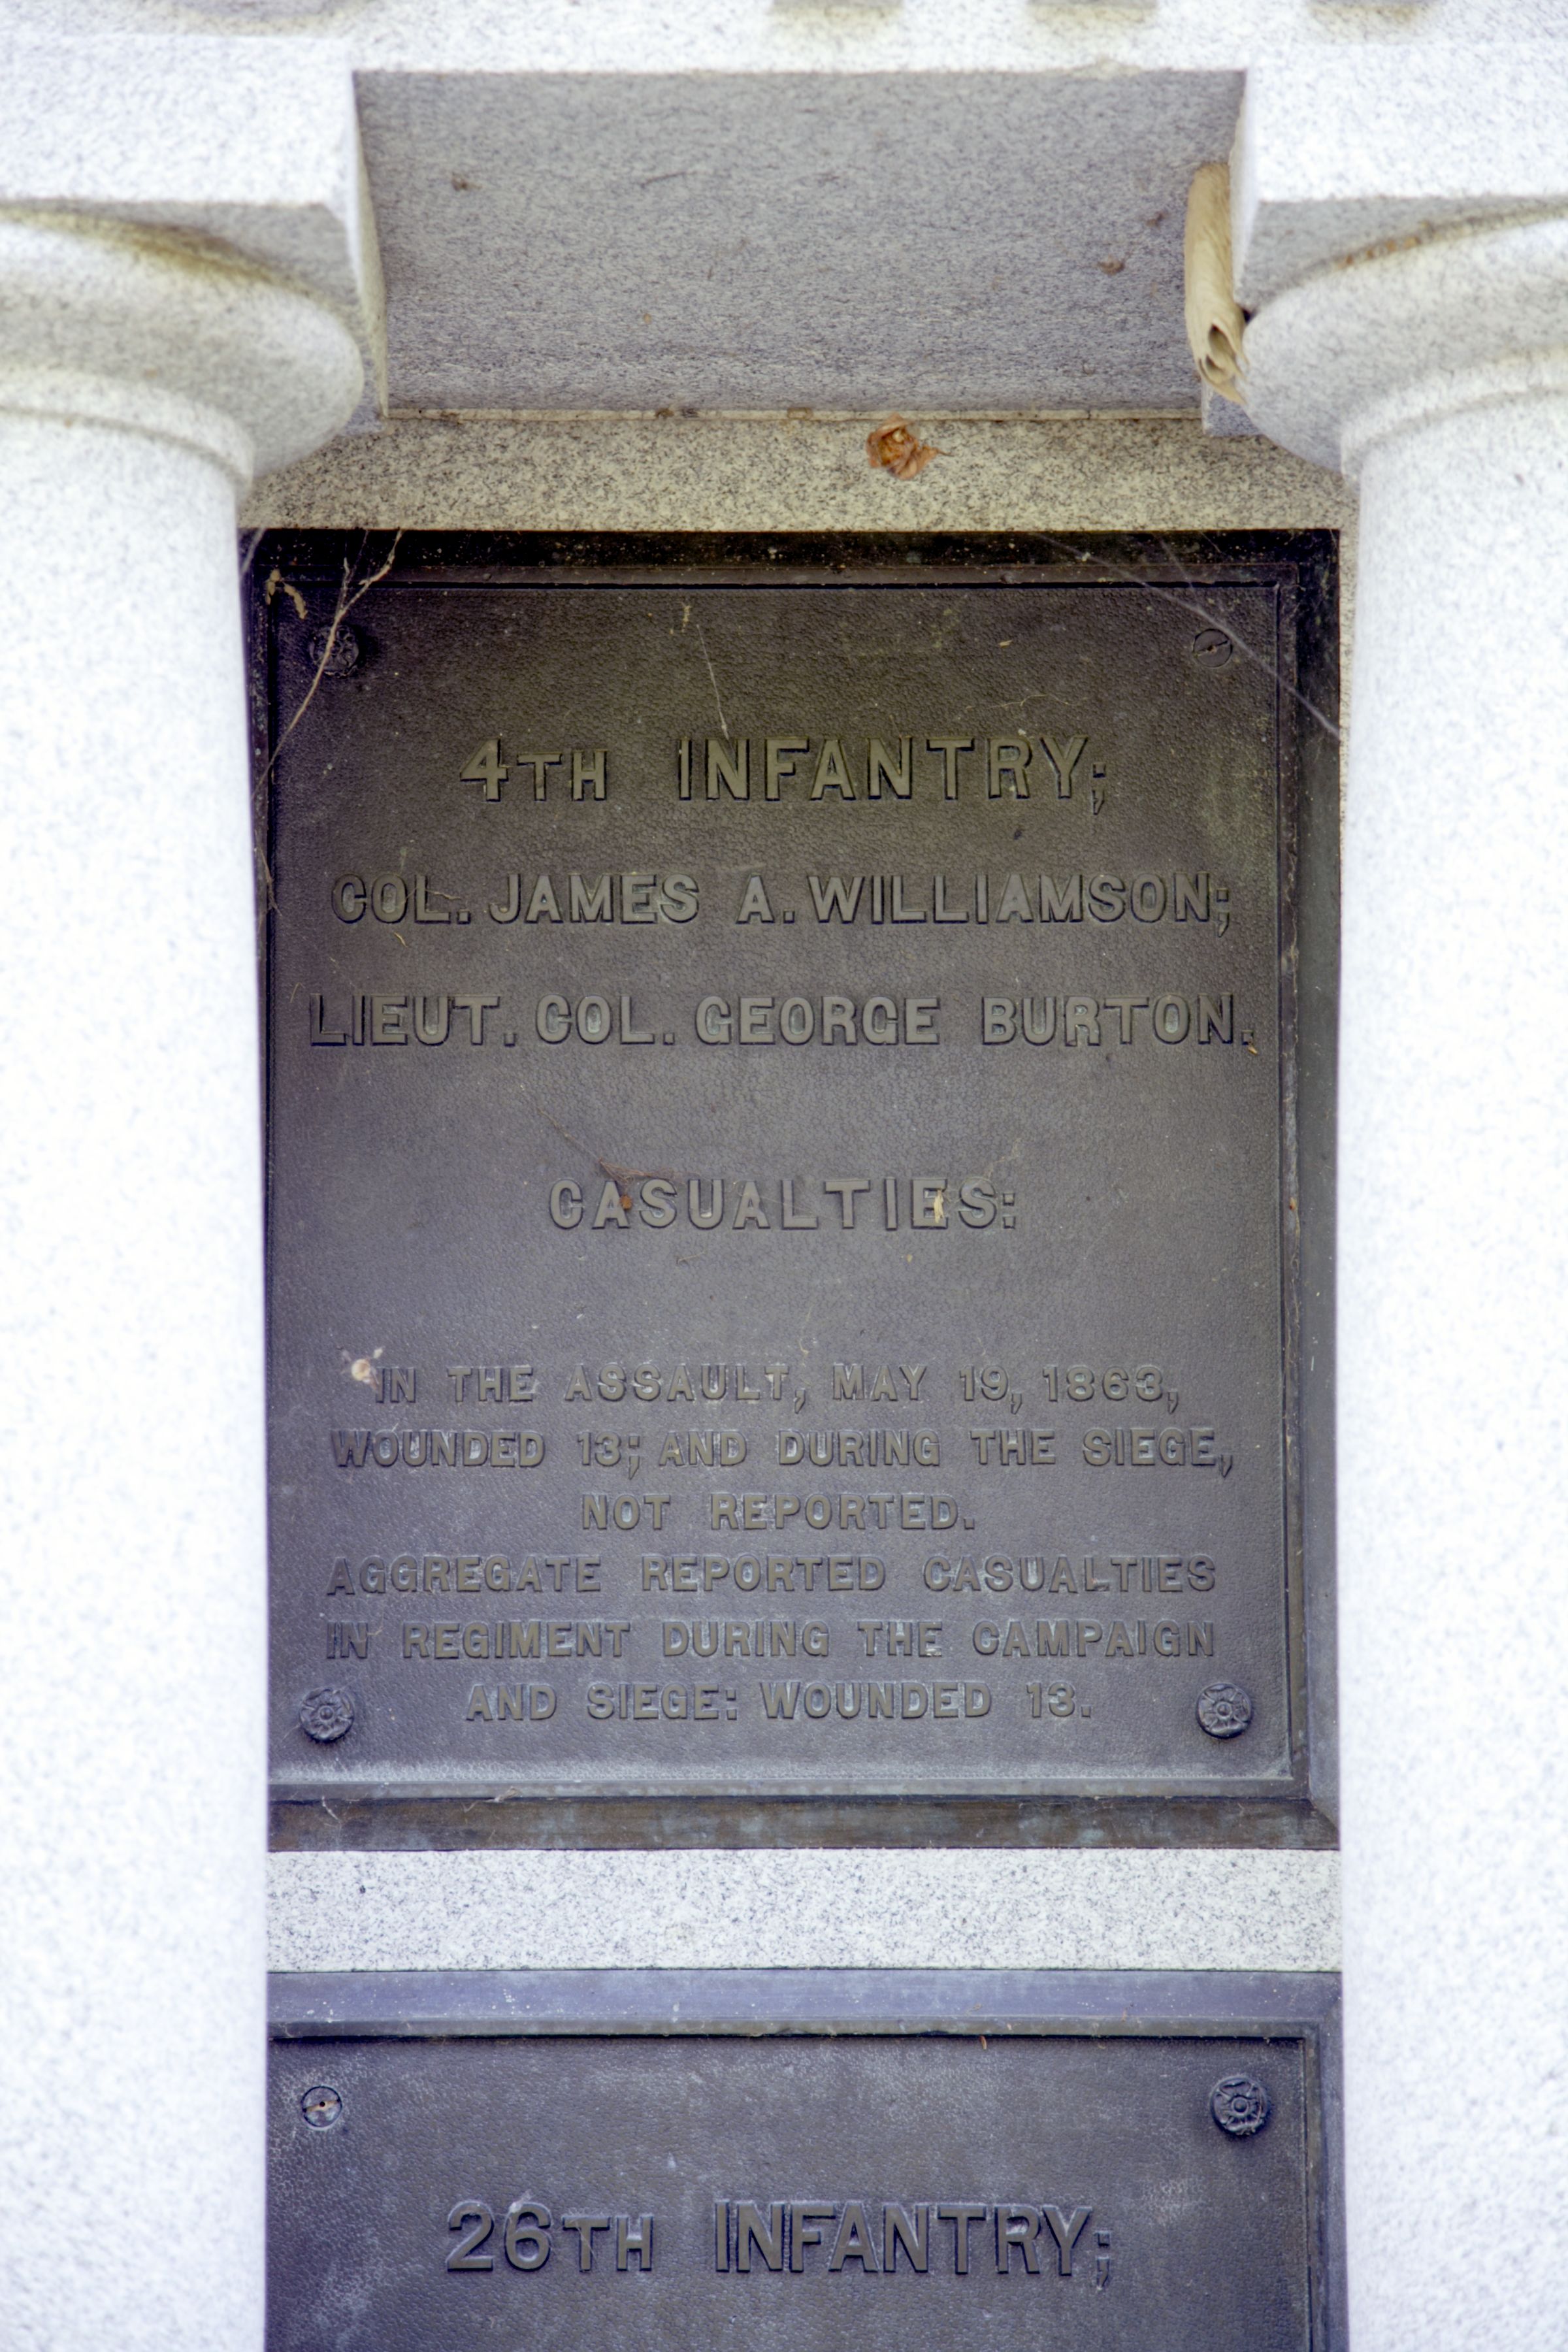 4TH INFANTRY;
COL. JAMES A. WILLIAMSON;
LIEUT. COL. GEORGE BURTON.
CASUALTIES:
IN THE ASSAULT, MAY 19, 1863,
WOUNDED 13; AND DURING THE SIEGE,
NOT REPORTED.
AGGREGATE REPORTED CASUALTIES
IN REGIMENT DURING THE CAMPAIGN
AND SIEGE: WOUNDED 13.
26TH INFANTRY;